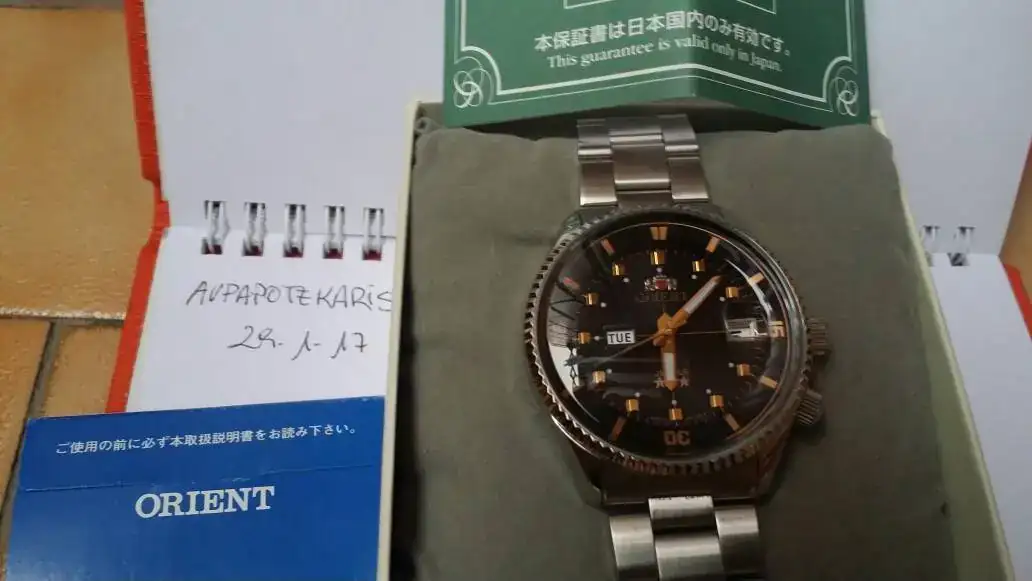 本保証書は日本国内のみ有効です。
This guarantee is valid only in Japan.
AVPAPOTEKARIS
29-1-17
ORIENT
TUE
ご使用の前に必ず本取扱説明書をお読み下さい。
ORIENT